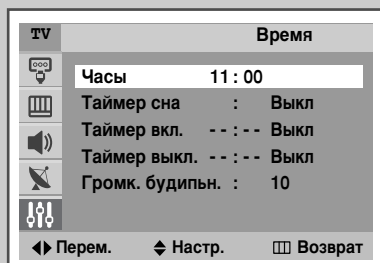 TV Время
Часы 11 : 00
Таймер сна : Выкл
Таймер вкл. - - : - - Выкл
Таймер выкл. - - : - - Выкл
Громк. будипьн. : 10
Перем. Настр. Возврат